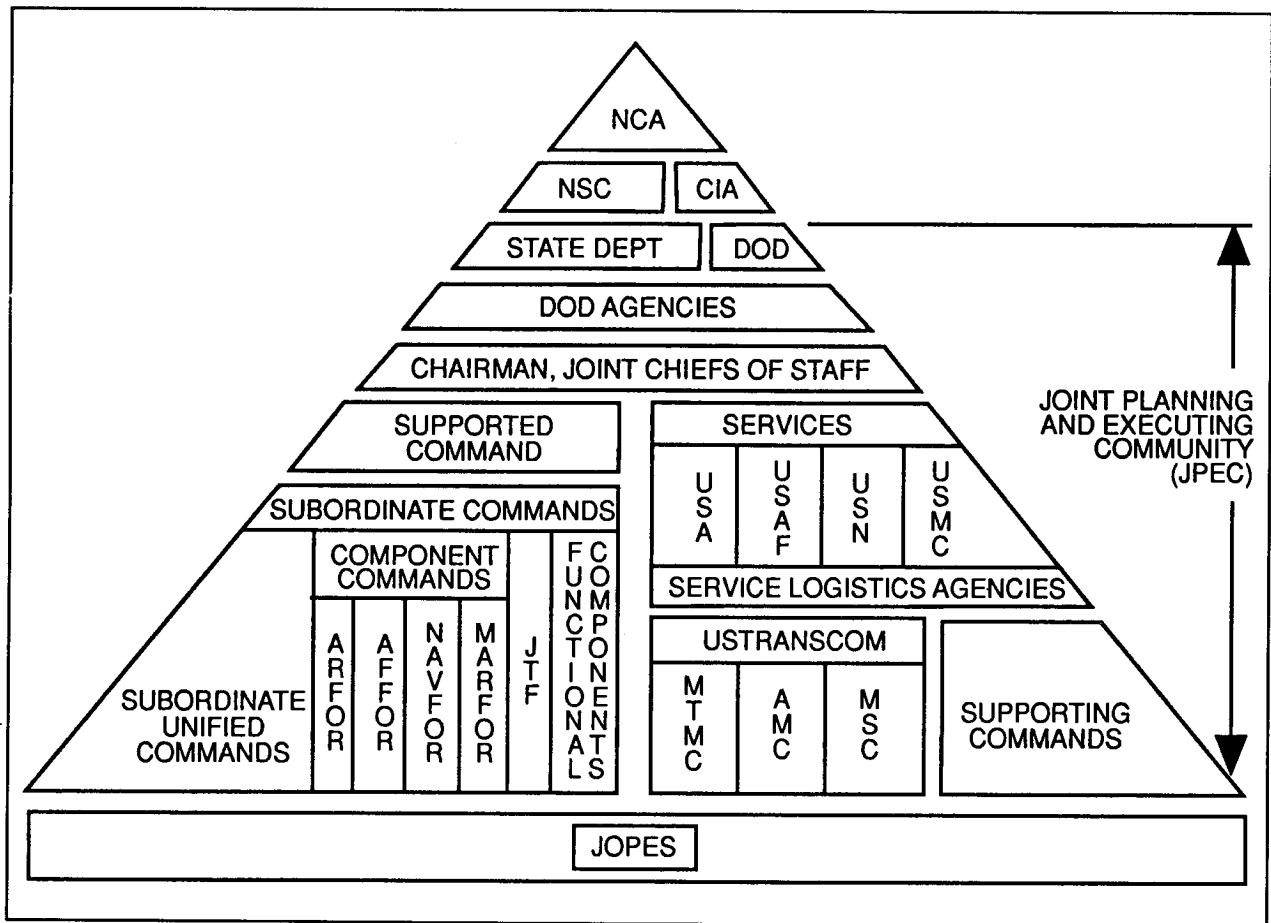 NCA
NSC
CIA
STATE DEPT
DOD
DOD AGENCIES
CHAIRMAN, JOINT CHIEFS OF STAFF
SUPPORTED
COMMAND
SERVICES
USA
USAF
USN
USMC
SERVICE LOGISTICS AGENCIES
SUBORDINATE COMMANDS
SUBORDINATE
UNIFIED
COMMANDS
COMPONENT
COMMANDS
ARFOR
AFFOR
NAVFOR
MARFOR
JTF
FUNCTIONAL
COMPONENTS
USTRANSCOM
MTMC
AMC
MSC
SUPPORTING
COMMANDS
JOINT PLANNING
AND EXECUTING
COMMUNITY
(JPEC)
JOPES